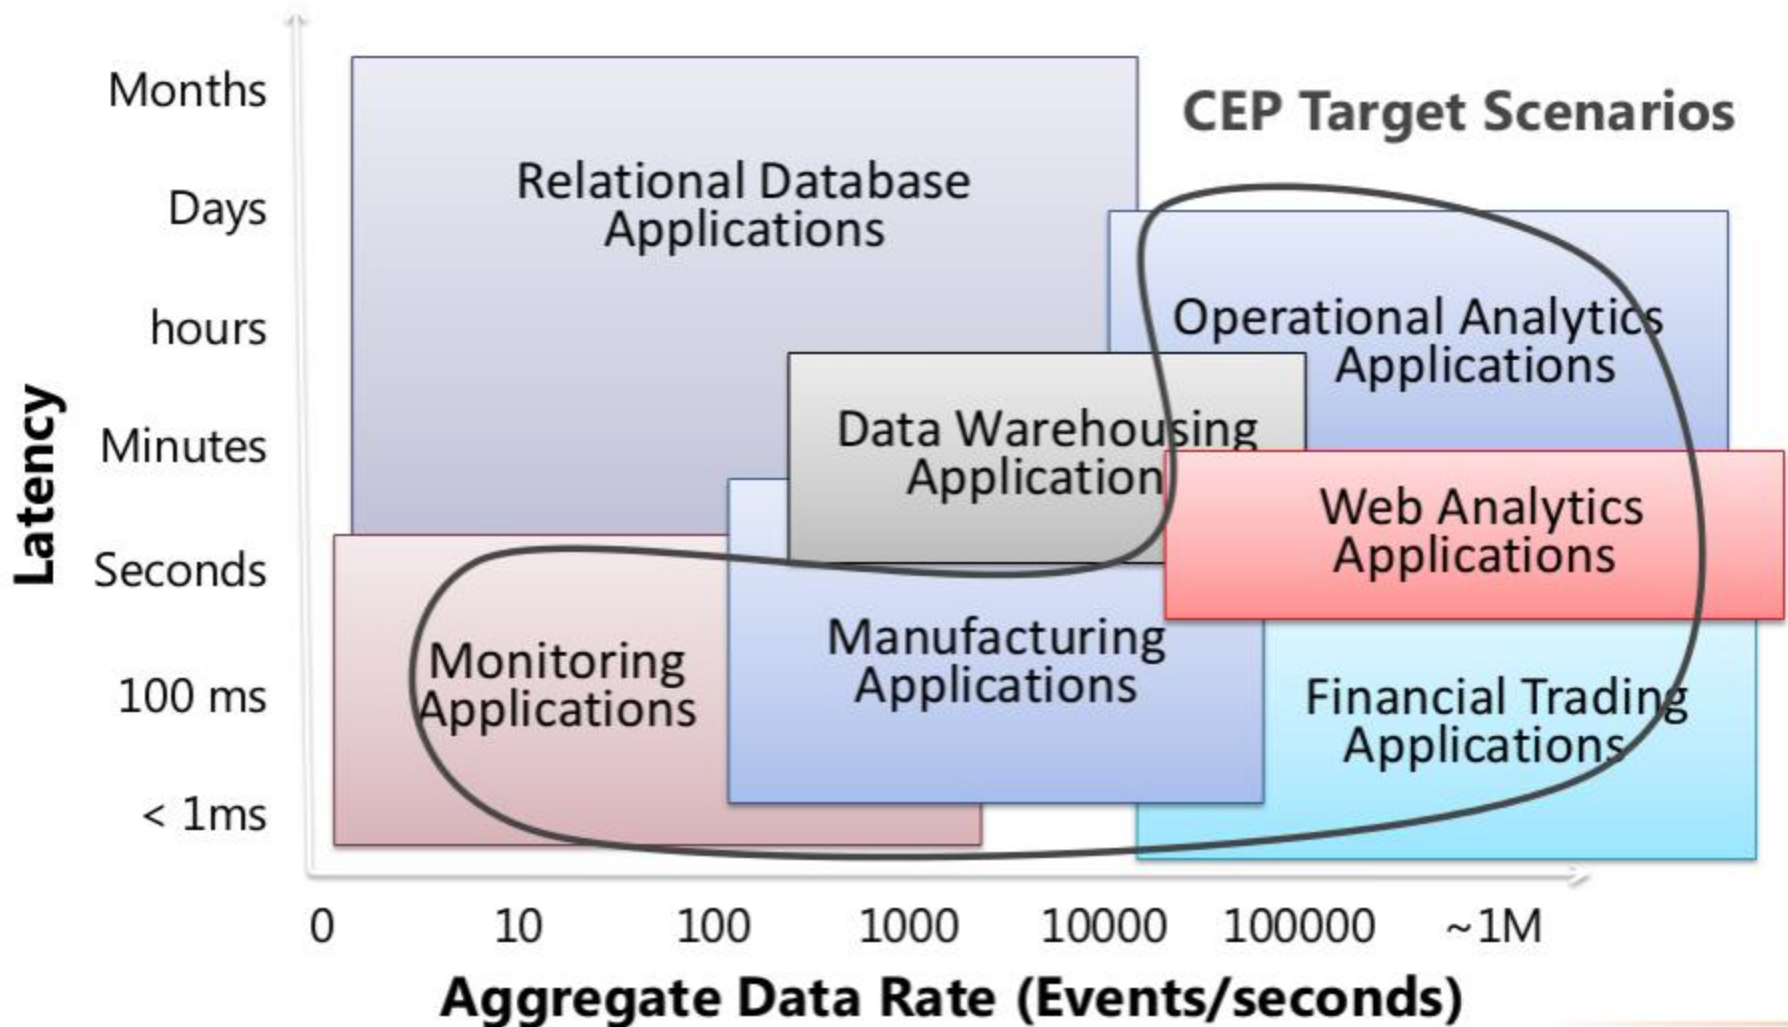 Months
CEP Target Scenarios
Relational Database
Applications
Days
Operational Analytics
Applications
hours
Data Warehousing
Application
Minutes
Web Analytics
Applications
Latency
Seconds
Monitoring
Applications
Manufacturing
Applications
100 ms
Financial Trading
Applications
< 1ms
0 10 100 1000 10000 100000 ~1M
Aggregate Data Rate (Events/seconds)